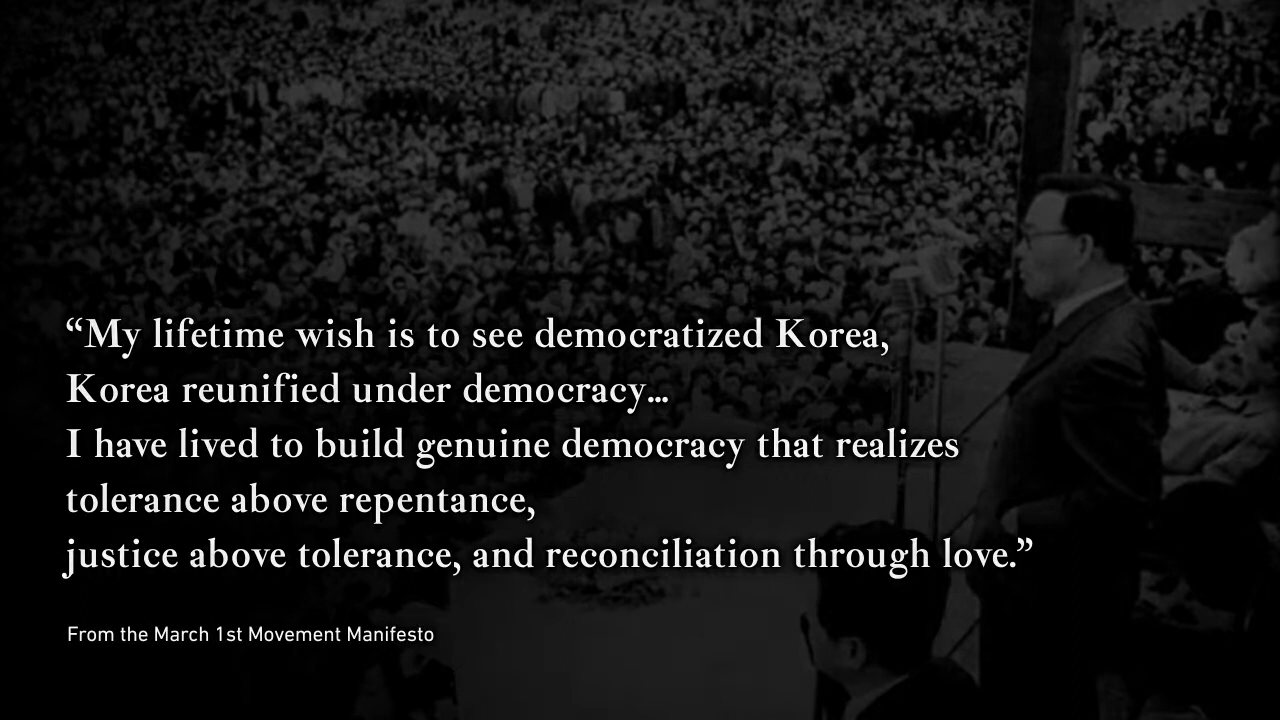 “My lifetime wish is to see democratized Korea,
Korea reunified under democracy...
I have lived to build genuine democracy that realizes
tolerance above repentance,
justice above tolerance, and reconciliation through love.”
From the March 1st Movement Manifesto